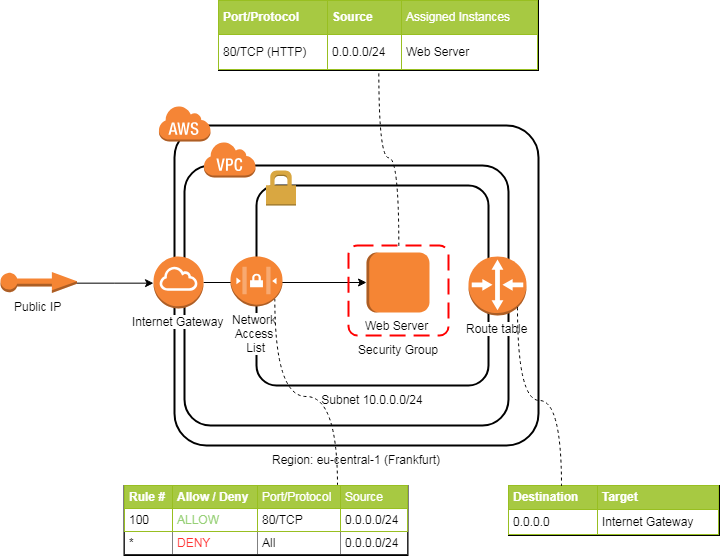 Port/Protocol Source Assigned Instances
80/TCP (HTTP) 0.0.0.0/24 Web Server
AWS
VPC
Public IP
Internet Gateway
Network
Access
List
Web Server
Security Group
Route table
Subnet 10.0.0.0/24
Region: eu-central-1 (Frankfurt)
Rule # Allow / Deny Port/Protocol Source
100 ALLOW 80/TCP 0.0.0.0/24
* DENY All 0.0.0.0/24
Destination Target
0.0.0.0 Internet Gateway